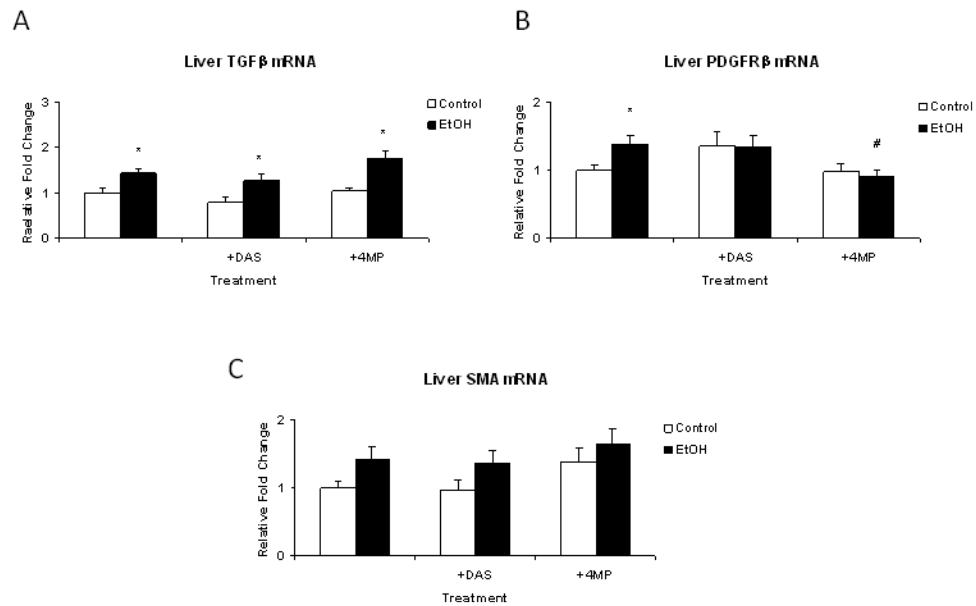 A
Liver TGFβ mRNA
Raelative Fold Change
3
2
1
0
*
*
*
Control
EtOH
+DAS
+4MP
Treatment
B
Liver PDGFRβ mRNA
Relative Fold Change
2
1
0
*
#
Control
EtOH
+DAS
+4MP
Treatment
C
Liver SMA mRNA
Relative Fold Change
2
1
0
Control
EtOH
+DAS
+4MP
Treatment